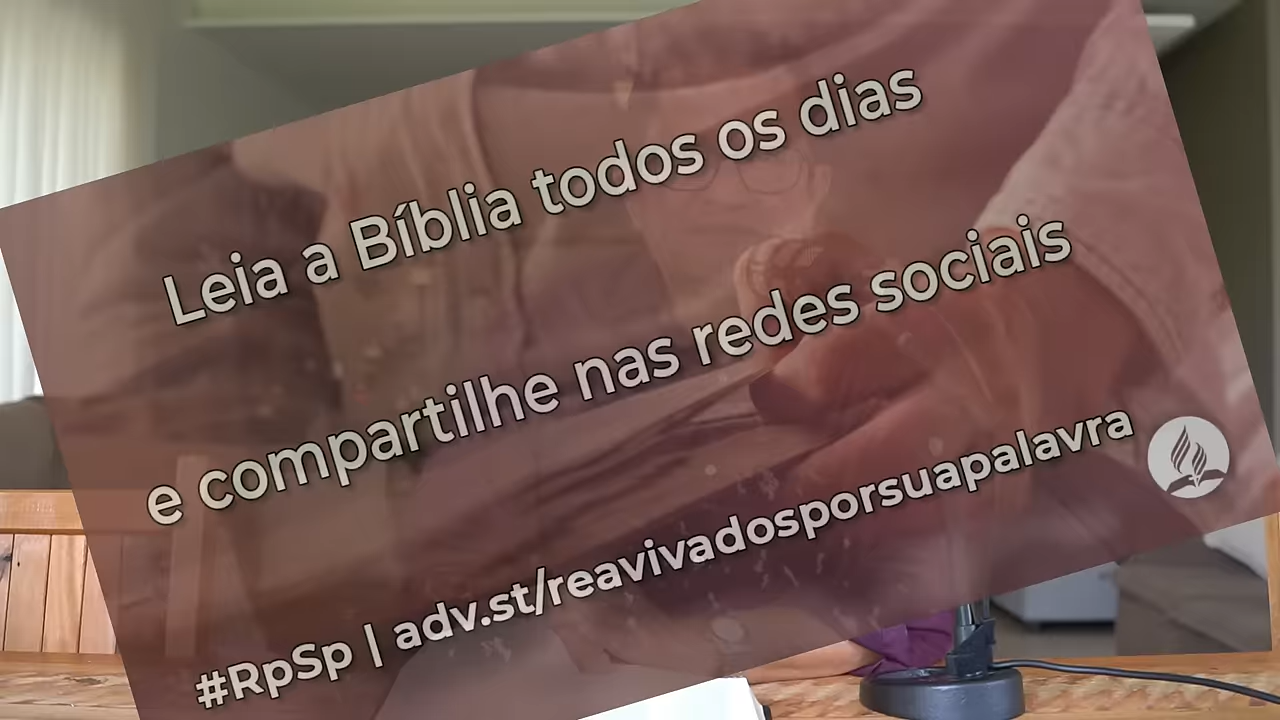 Leia a Bíblia todos os dias
e compartilhe nas redes sociais
#RpSp | adv.st/reavivadosporsuapalavra